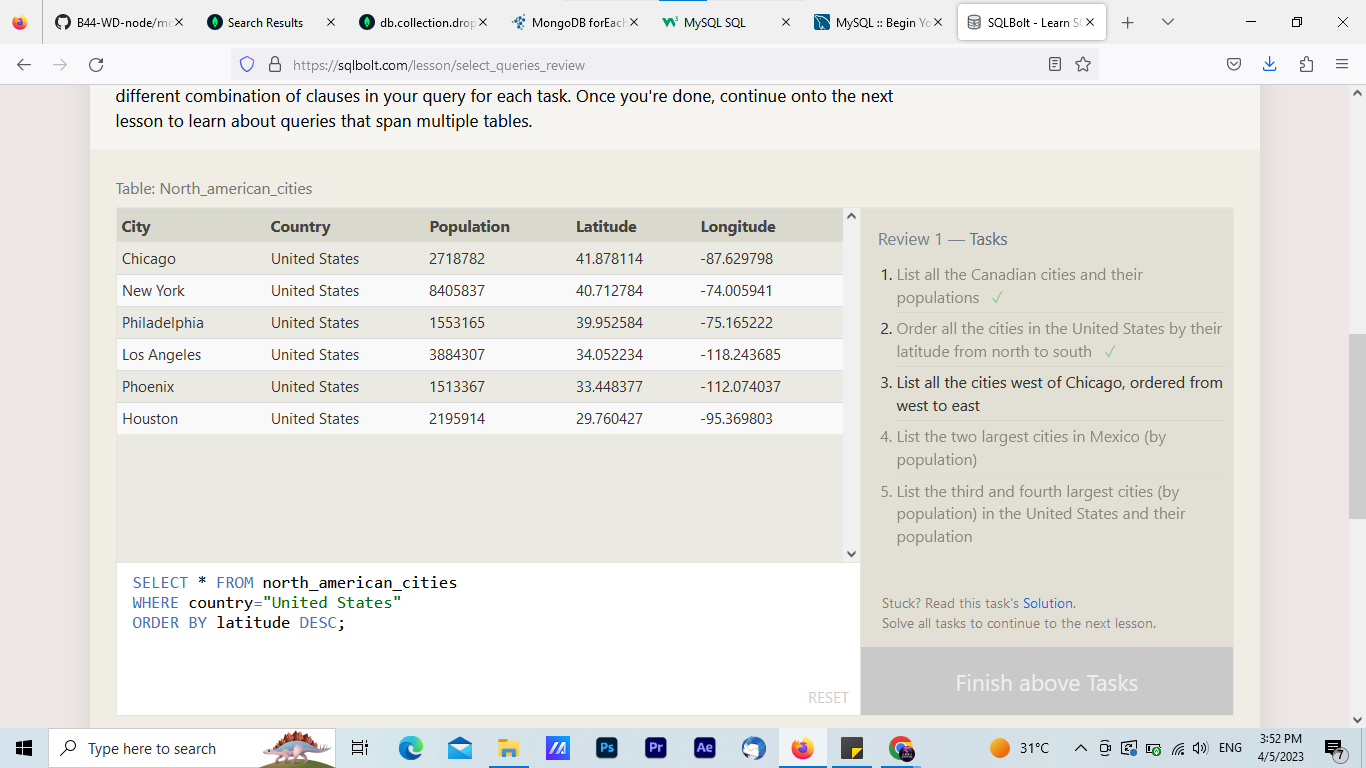 B44-WD-node/mc
Search Results
db.collection.drop
MongoDB forEach
MySQL SQL
MySQL :: Begin Yo
SQLBolt - Learn SQ
https://sqlbolt.com/lesson/select_queries_review
different combination of clauses in your query for each task. Once you're done, continue onto the next
lesson to learn about queries that span multiple tables.
Table: North_american_cities
City Country Population Latitude Longitude
Chicago United States 2718782 41.878114 -87.629798
New York United States 8405837 40.712784 -74.005941
Philadelphia United States 1553165 39.952584 -75.165222
Los Angeles United States 3884307 34.052234 -118.243685
Phoenix United States 1513367 33.448377 -112.074037
Houston United States 2195914 29.760427 -95.369803
SELECT * FROM north_american_cities
WHERE country="United States"
ORDER BY latitude DESC;
RESET
Review 1 — Tasks
1. List all the Canadian cities and their
populations ✓
2. Order all the cities in the United States by their
latitude from north to south ✓
3. List all the cities west of Chicago, ordered from
west to east
4. List the two largest cities in Mexico (by
population)
5. List the third and fourth largest cities (by
population) in the United States and their
population
Stuck? Read this task's Solution.
Solve all tasks to continue to the next lesson.
Finish above Tasks
Type here to search
Ps
Pr
Ae
31°C
ENG
3:52 PM
4/5/2023
7